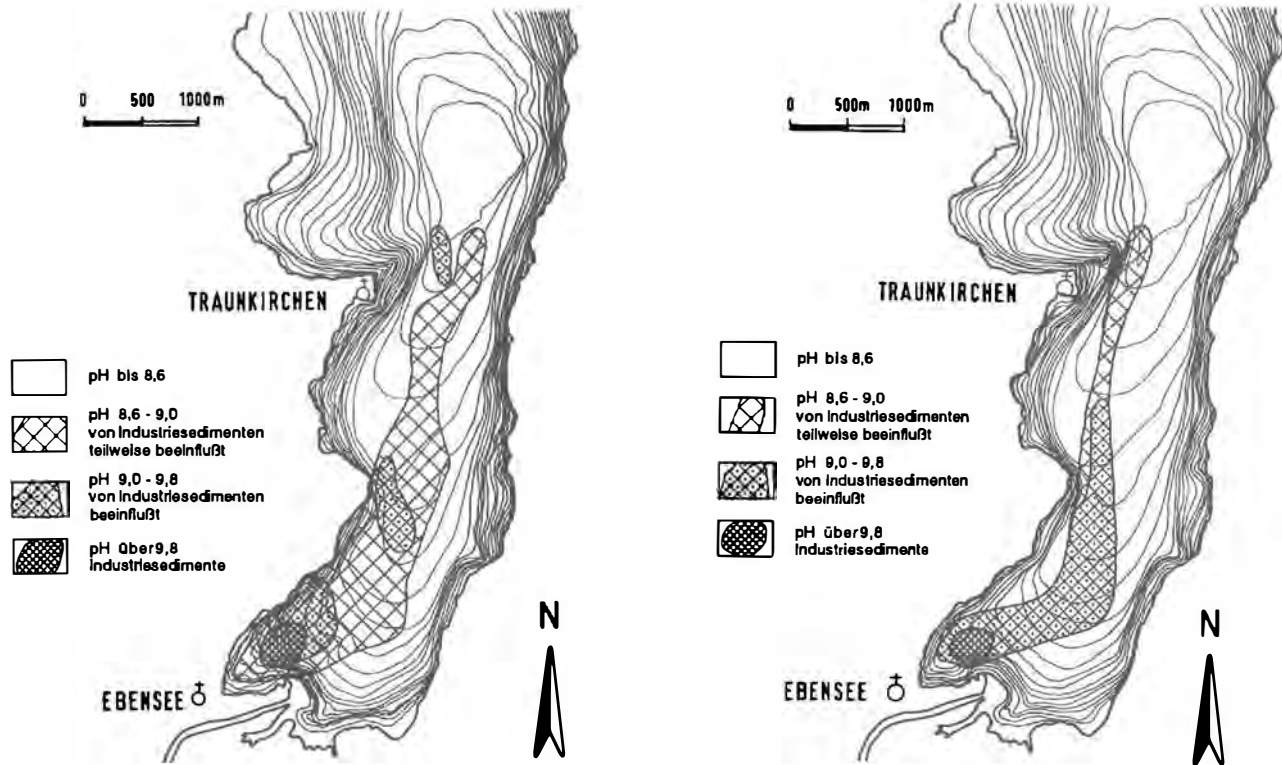 0 500 1000m
TRAUNKIRCHEN
pH bis 8,6
pH 8,6 - 9,0
von Industriesedimenten
teilweise beeinflußt
pH 9,0 - 9,8
von Industriesedimenten
beeinflußt
pH über 9,8
Industriesedimente
N
EBENSEE
0 500m 1000m
TRAUNKIRCHEN
pH bis 8,6
pH 8,6 - 9,0
von Industriesedimenten
teilweise beeinflußt
pH 9,0 - 9,8
von Industriesedimenten
beeinflußt
pH über 9,8
Industriesedimente
N
EBENSEE